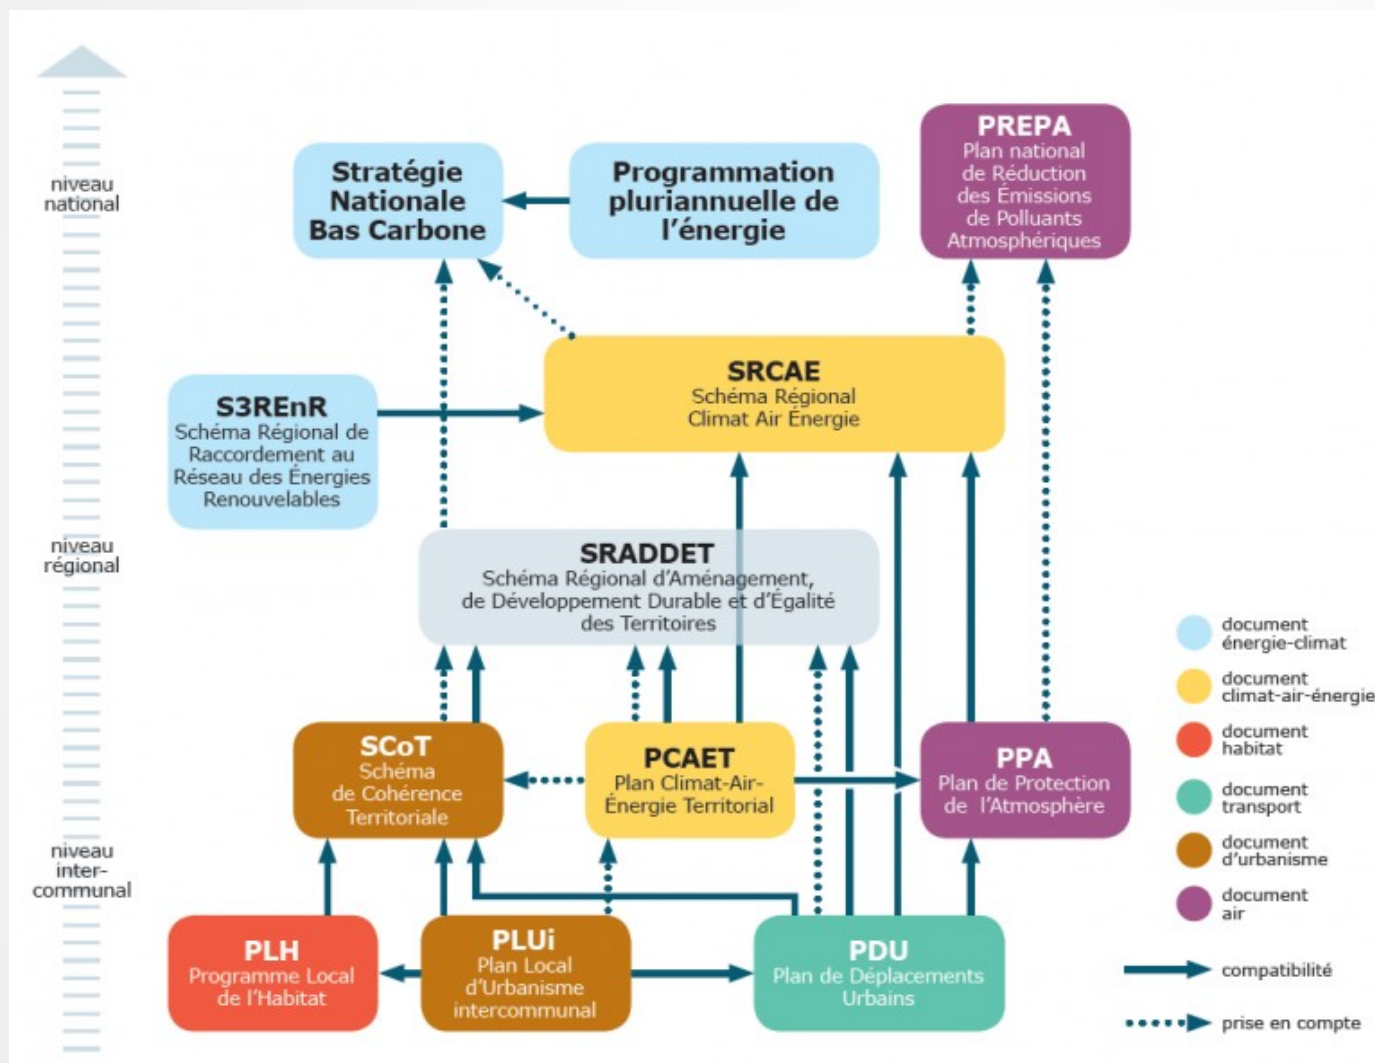 niveau
national
Stratégie
Nationale
Bas Carbone
Programmation
pluriannuelle de
l’énergie
PREPA
Plan national
de Réduction
des Émissions
de Polluants
Atmosphériques
SRCAE
Schéma Régional
Climat Air Énergie
S3REnR
Schéma Régional de
Raccordement au
Réseau des Énergies
Renouvelables
niveau
régional
SRADDET
Schéma Régional d’Aménagement,
de Développement Durable et d’Égalité
des Territoires
SCoT
Schéma
de Cohérence
Territoriale
PCAET
Plan Climat-Air-
Énergie Territorial
PPA
Plan de Protection
de l’Atmosphère
niveau
inter-
communal
PLH
Programme Local
de l’Habitat
PLUi
Plan Local
d’Urbanisme
intercommunal
PDU
Plan de Déplacements
Urbains
document
énergie-climat
document
climat-air-énergie
document
habitat
document
transport
document
d’urbanisme
document
air
compatibilité
prise en compte